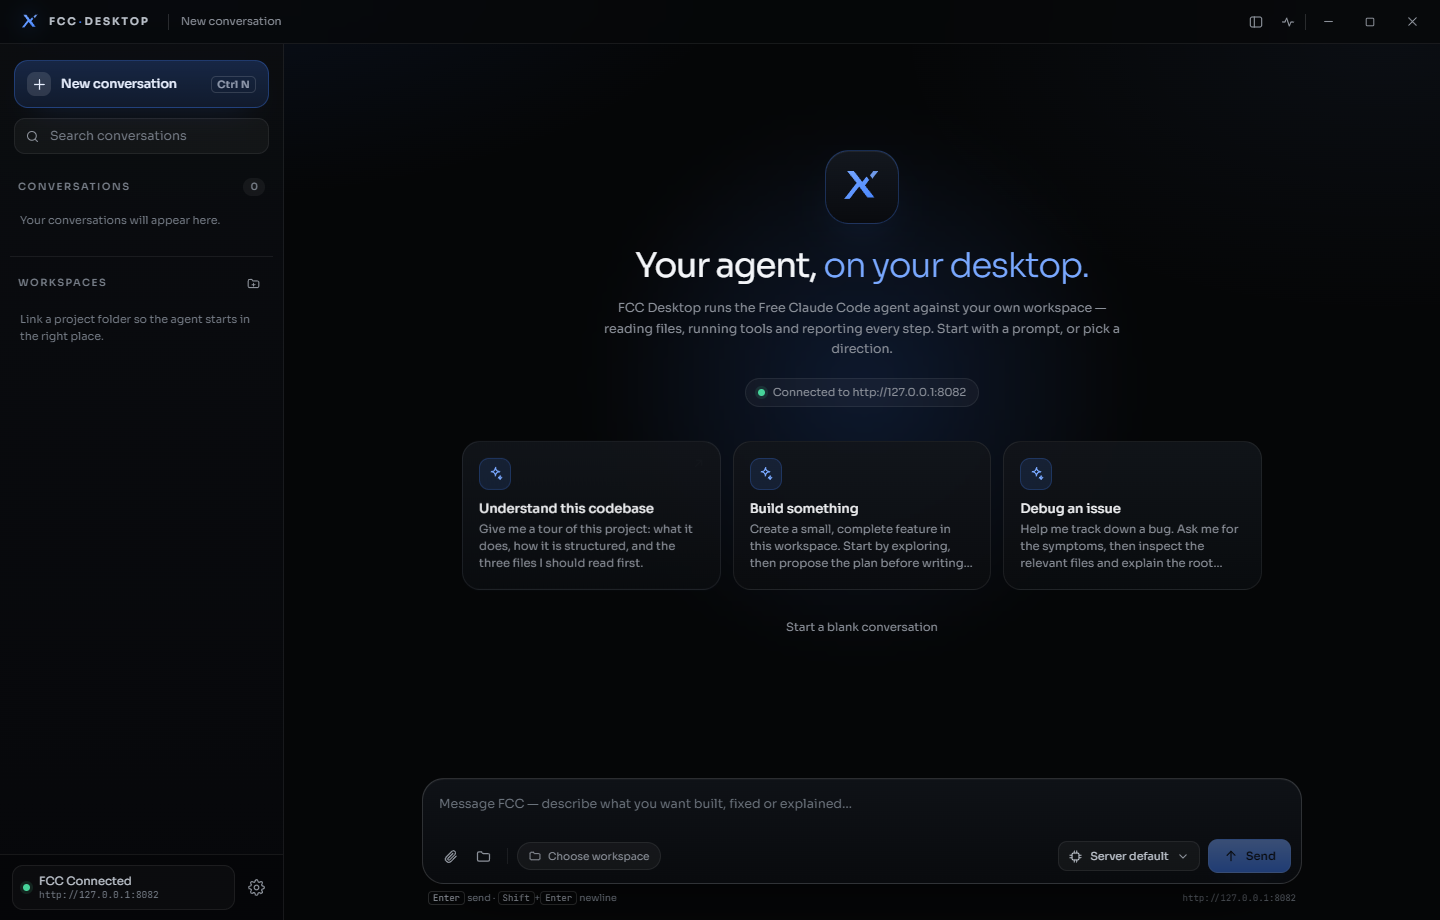 FCC·DESKTOP
New conversation
New conversation
Ctrl N
Search conversations
CONVERSATIONS
0
Your conversations will appear here.
WORKSPACES
Link a project folder so the agent starts in
the right place.
FCC Connected
http://127.0.0.1:8082
Your agent, on your desktop.
FCC Desktop runs the Free Claude Code agent against your own workspace —
reading files, running tools and reporting every step. Start with a prompt, or pick a
direction.
Connected to http://127.0.0.1:8082
Understand this codebase
Give me a tour of this project: what it
does, how it is structured, and the
three files I should read first.
Build something
Create a small, complete feature in
this workspace. Start by exploring,
then propose the plan before writing...
Debug an issue
Help me track down a bug. Ask me for
the symptoms, then inspect the
relevant files and explain the root...
Start a blank conversation
Message FCC — describe what you want built, fixed or explained...
Choose workspace
Server default
Send
Enter send · Shift+Enter newline
http://127.0.0.1:8082